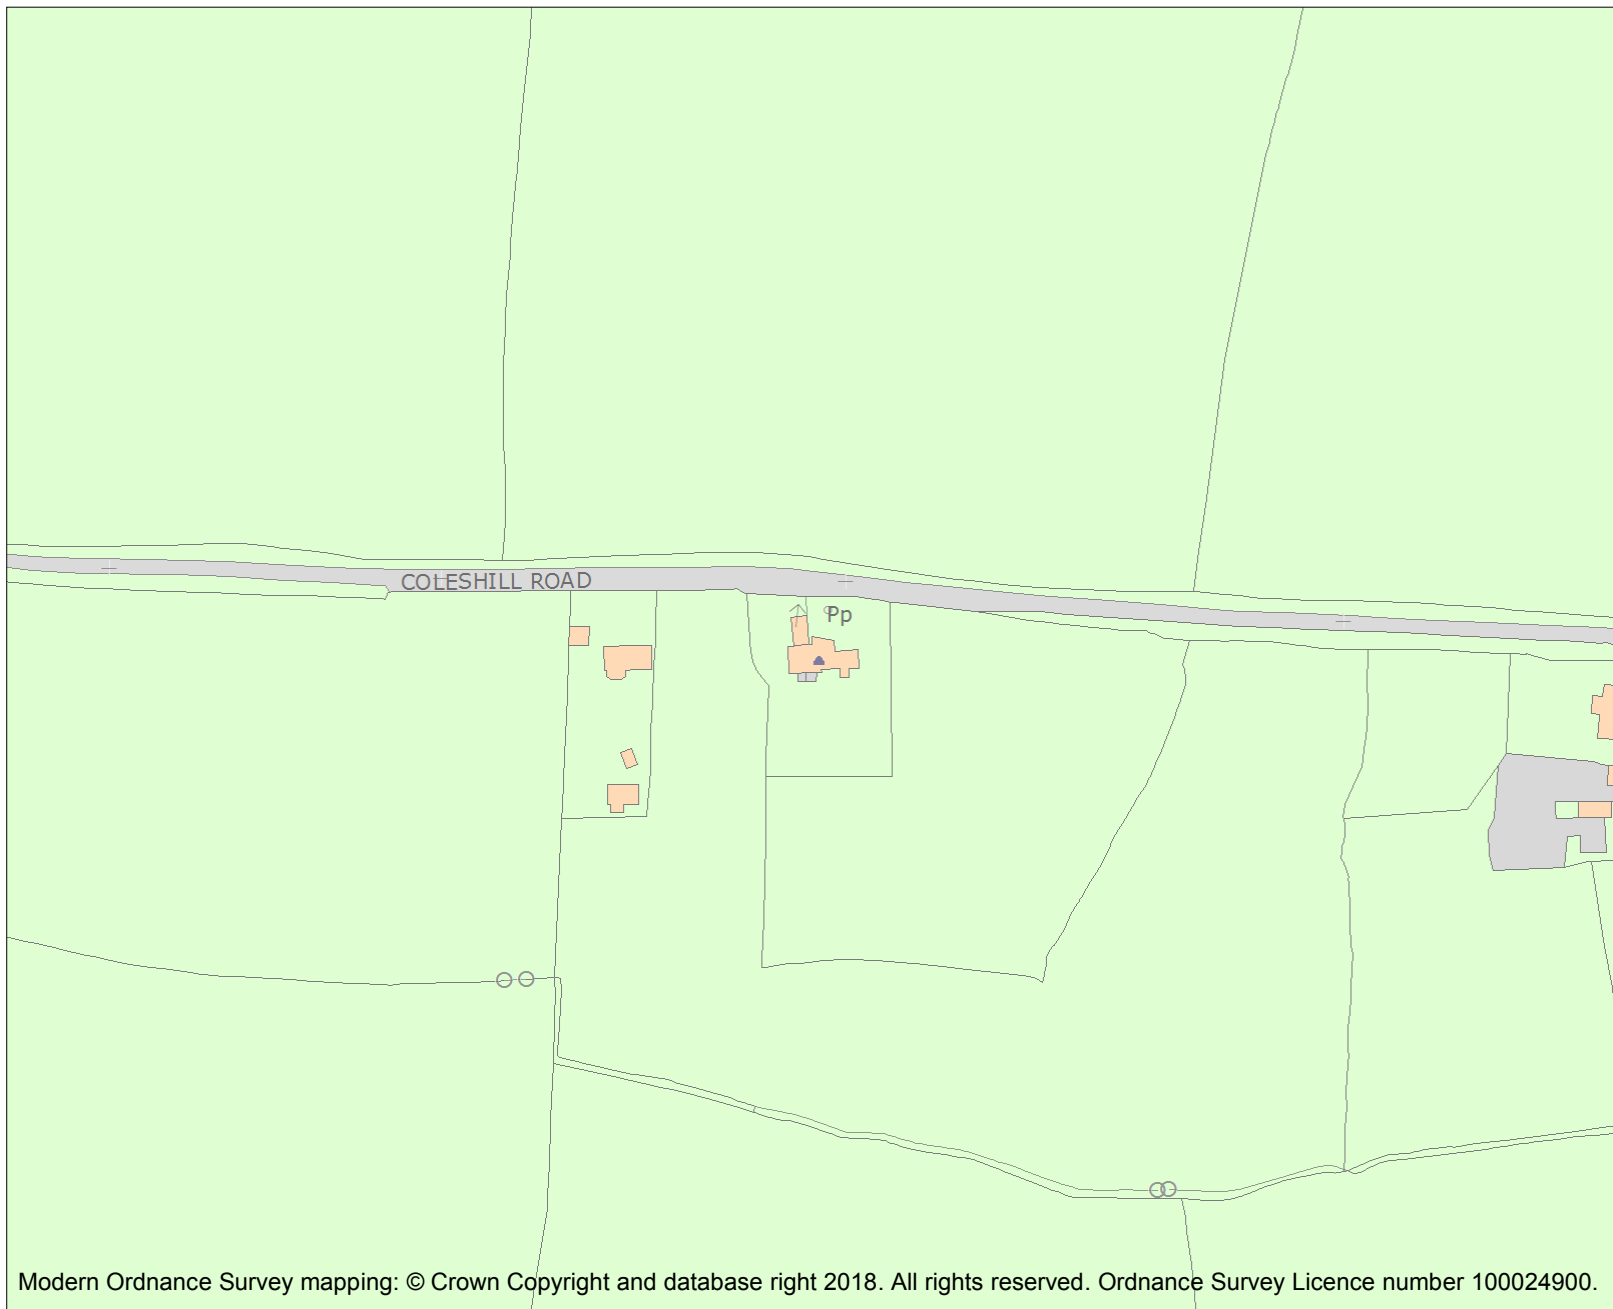 COLESHILL ROAD
Pp
Modern Ordnance Survey mapping: © Crown Copyright and database right 2018. All rights reserved. Ordnance Survey Licence number 100024900.